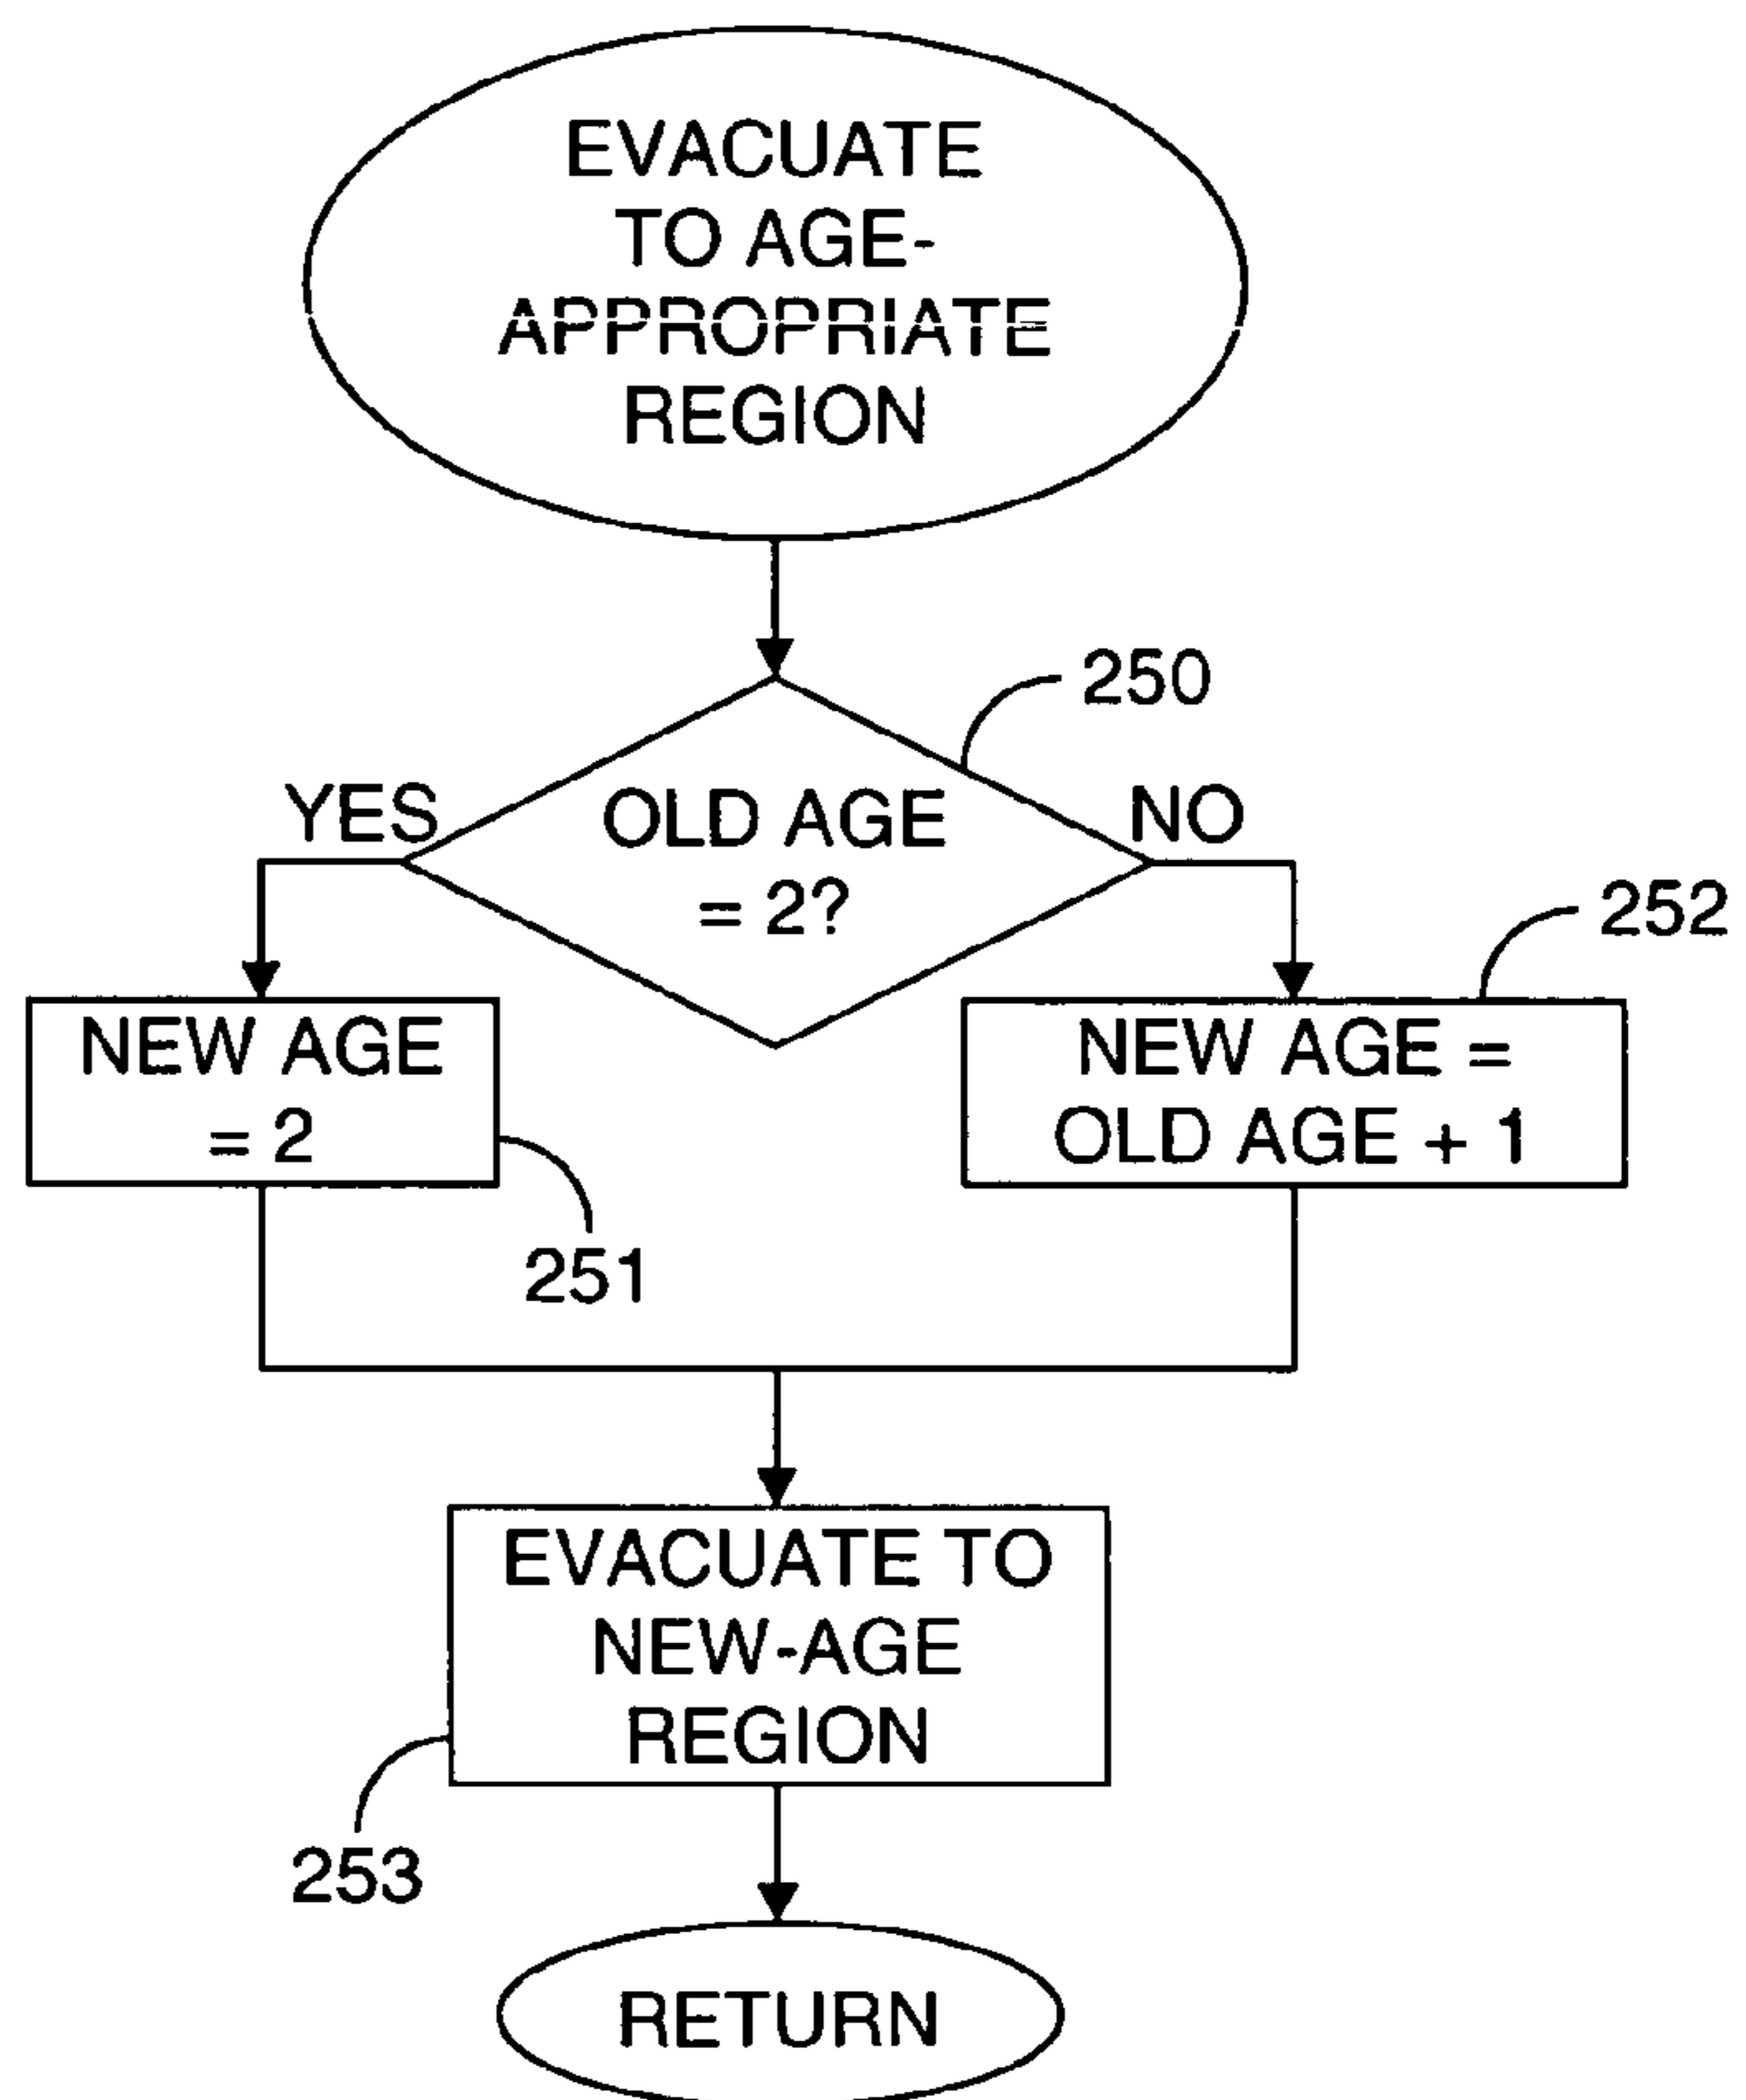 EVACUATE
TO AGE-
APPROPRIATE
REGION
250
YES
OLD AGE
= 2?
NO
252
NEW AGE
= 2
NEW AGE =
OLD AGE + 1
251
EVACUATE TO
NEW-AGE
REGION
253
RETURN